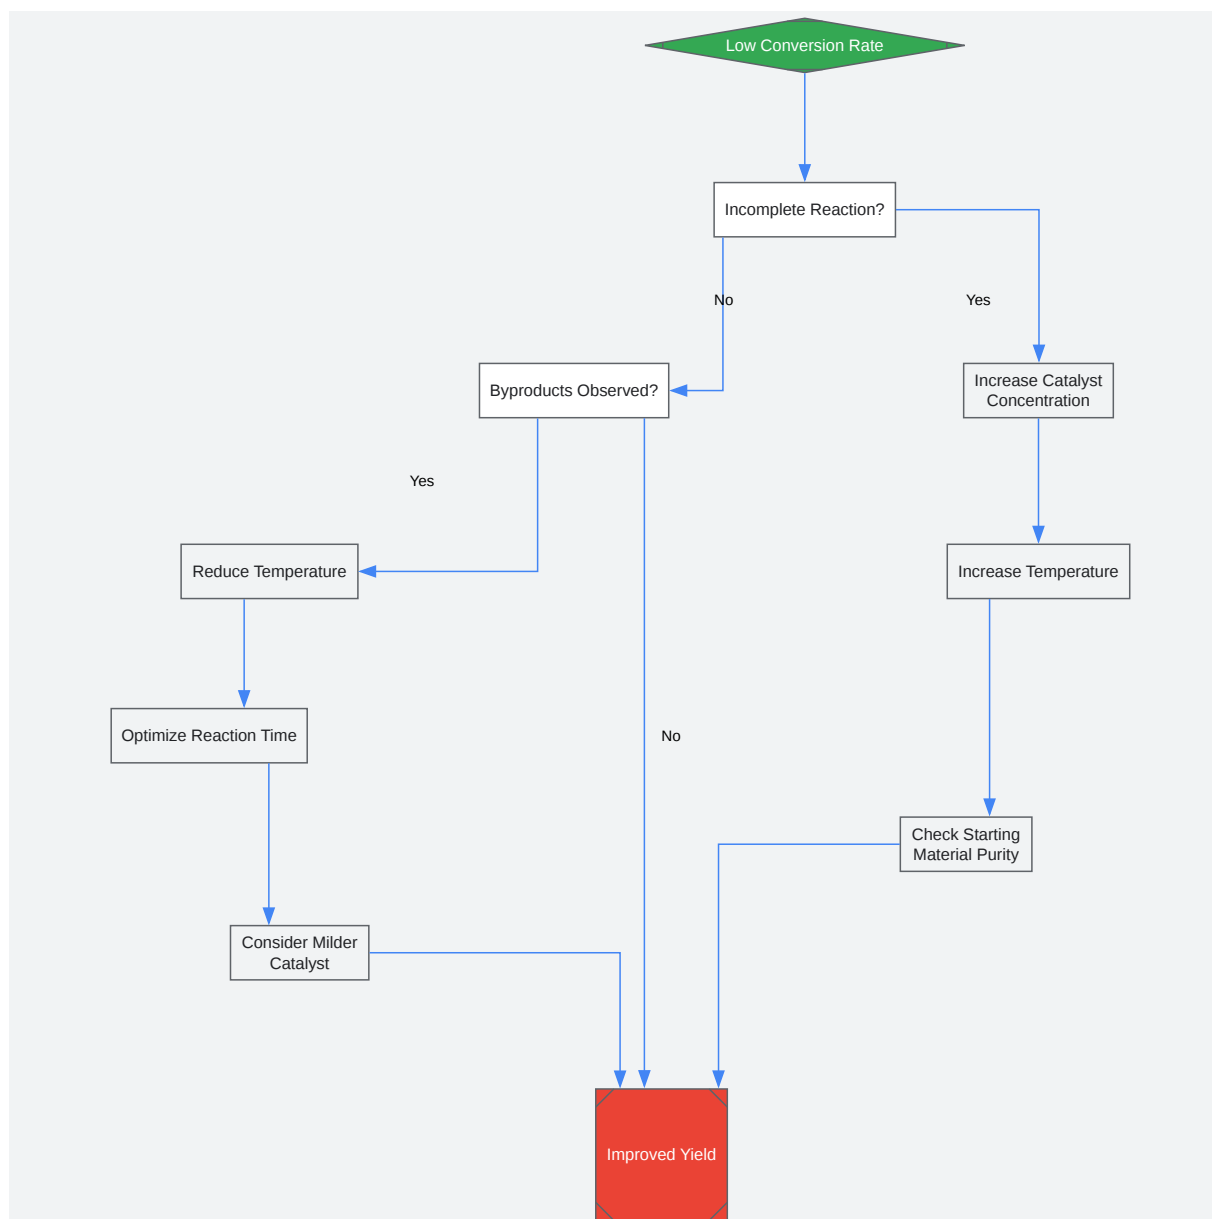 Low Conversion Rate
Incomplete Reaction?
No
Yes
Byproducts Observed?
Increase Catalyst
Concentration
Yes
Reduce Temperature
Increase Temperature
Optimize Reaction Time
No
Check Starting
Material Purity
Consider Milder
Catalyst
Improved Yield